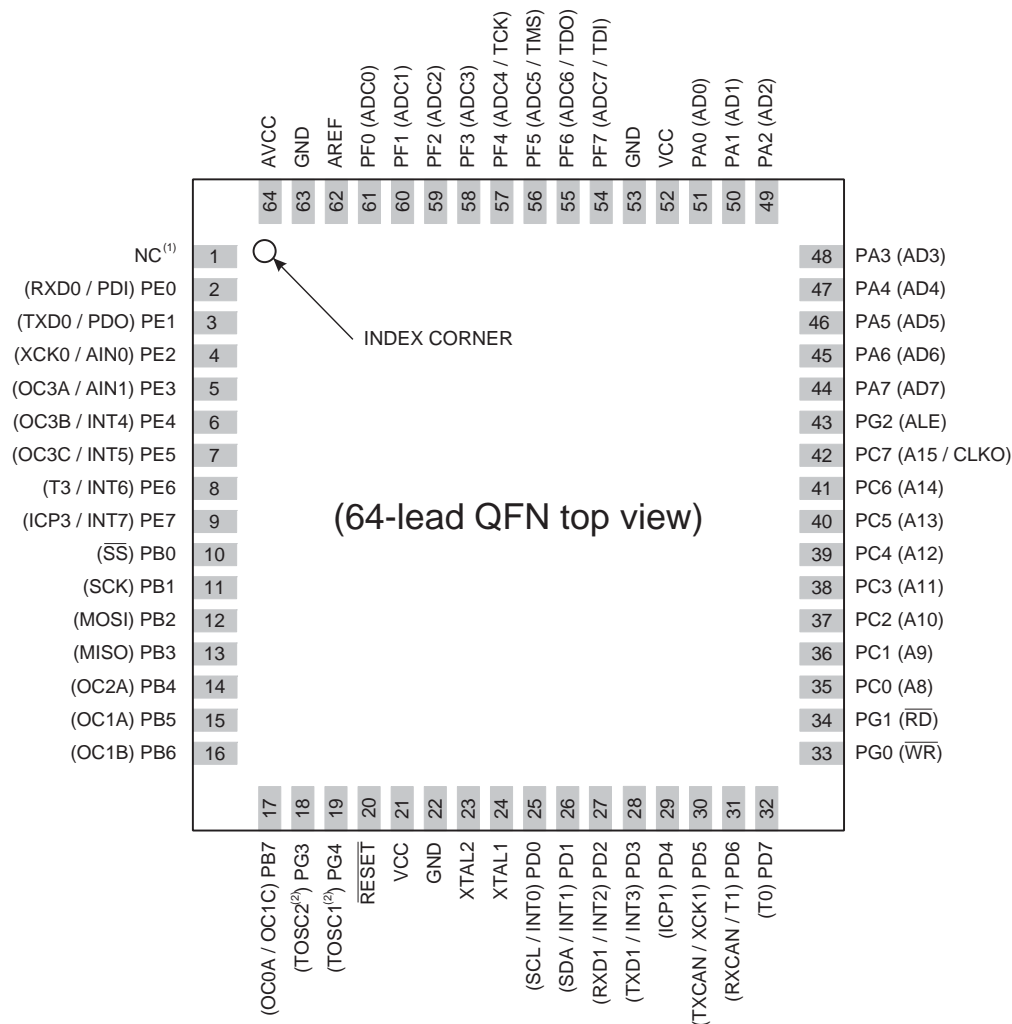 AVCC
GND
AREF
PF0 (ADC0)
PF1 (ADC1)
PF2 (ADC2)
PF3 (ADC3)
PF4 (ADC4 / TCK)
PF5 (ADC5 / TMS)
PF6 (ADC6 / TDO)
PF7 (ADC7 / TDI)
GND
VCC
PA0 (AD0)
PA1 (AD1)
PA2 (AD2)
64 63 62 61 60 59 58 57 56 55 54 53 52 51 50 49
NC(1) 1
(RXD0 / PDI) PE0 2
(TXD0 / PDO) PE1 3
(XCK0 / AIN0) PE2 4
(OC3A / AIN1) PE3 5
(OC3B / INT4) PE4 6
(OC3C / INT5) PE5 7
(T3 / INT6) PE6 8
(ICP3 / INT7) PE7 9
(S̅S̅) PB0 10
(SCK) PB1 11
(MOSI) PB2 12
(MISO) PB3 13
(OC2A) PB4 14
(OC1A) PB5 15
(OC1B) PB6 16
INDEX CORNER
(64-lead QFN top view)
48 PA3 (AD3)
47 PA4 (AD4)
46 PA5 (AD5)
45 PA6 (AD6)
44 PA7 (AD7)
43 PG2 (ALE)
42 PC7 (A15 / CLKO)
41 PC6 (A14)
40 PC5 (A13)
39 PC4 (A12)
38 PC3 (A11)
37 PC2 (A10)
36 PC1 (A9)
35 PC0 (A8)
34 PG1 (R̅D̅)
33 PG0 (W̅R̅)
17 18 19 20 21 22 23 24 25 26 27 28 29 30 31 32
(OC0A / OC1C) PB7
(TOSC2(2)) PG3
(TOSC1(2)) PG4
R̅E̅S̅E̅T̅
VCC
GND
XTAL2
XTAL1
(SCL / INT0) PD0
(SDA / INT1) PD1
(RXD1 / INT2) PD2
(TXD1 / INT3) PD3
(ICP1) PD4
(TXCAN / XCK1) PD5
(RXCAN / T1) PD6
(T0) PD7